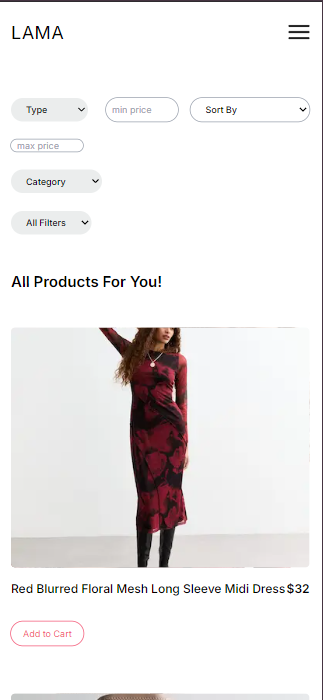 LAMA
Type
min price
Sort By
max price
Category
All Filters
All Products For You!
Red Blurred Floral Mesh Long Sleeve Midi Dress $32
Add to Cart